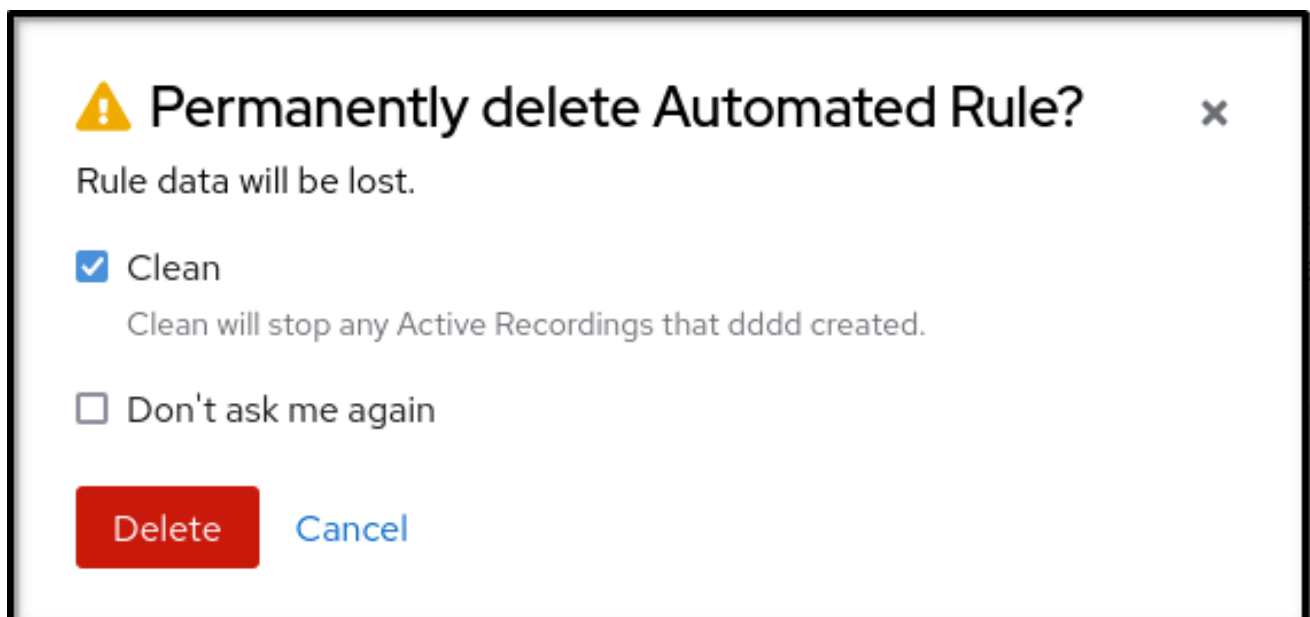 Permanently delete Automated Rule?
Rule data will be lost.
Clean
Clean will stop any Active Recordings that dddd created.
Don't ask me again
Delete Cancel